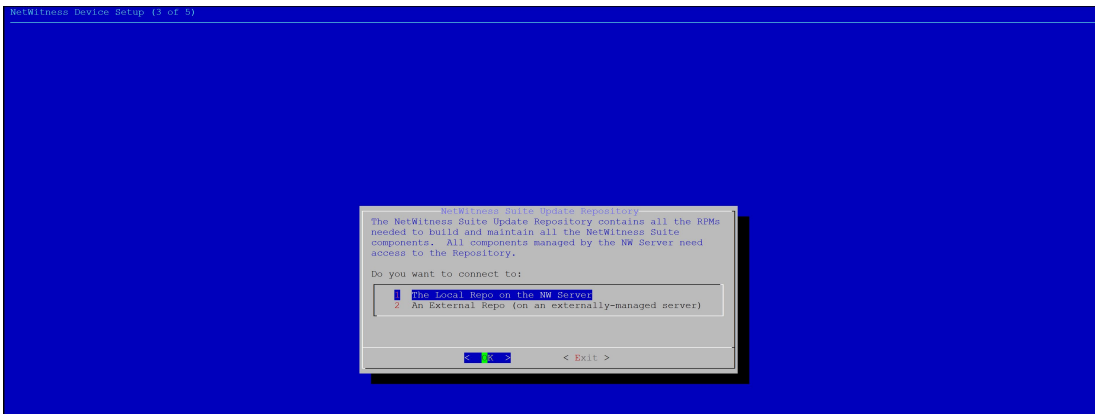 NetWitness Device Setup (3 of 5)
NetWitness Suite Update Repository
The NetWitness Suite Update Repository contains all the RPMs
needed to build and maintain all the NetWitness Suite
components.  All components managed by the NW Server need
access to the Repository.
Do you want to connect to:
1  The Local Repo on the NW Server
2  An External Repo (on an externally-managed server)
<  OK  >        < Exit >